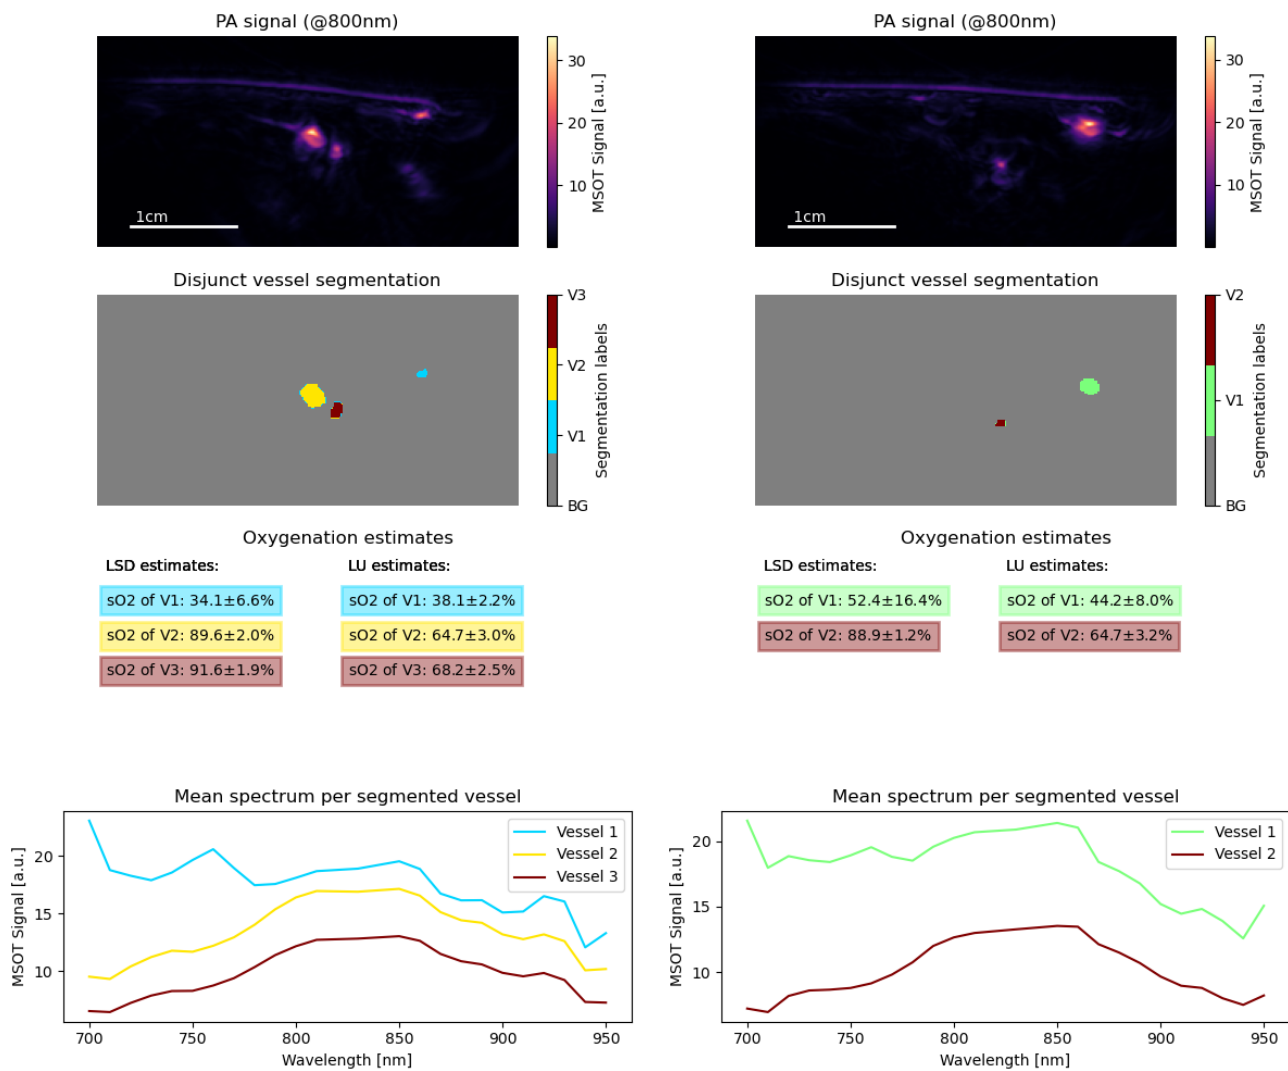 PA signal (@800nm)
1cm
30
20
10
MSOT Signal [a.u.]
PA signal (@800nm)
1cm
30
20
10
MSOT Signal [a.u.]
Disjunct vessel segmentation
V3
V2
V1
BG
Segmentation labels
Disjunct vessel segmentation
V2
V1
BG
Segmentation labels
Oxygenation estimates
LSD estimates:
LU estimates:
sO2 of V1: 34.1±6.6%
sO2 of V1: 38.1±2.2%
sO2 of V2: 89.6±2.0%
sO2 of V2: 64.7±3.0%
sO2 of V3: 91.6±1.9%
sO2 of V3: 68.2±2.5%
Oxygenation estimates
LSD estimates:
LU estimates:
sO2 of V1: 52.4±16.4%
sO2 of V1: 44.2±8.0%
sO2 of V2: 88.9±1.2%
sO2 of V2: 64.7±3.2%
Mean spectrum per segmented vessel
MSOT Signal [a.u.]
20
15
10
Vessel 1
Vessel 2
Vessel 3
700 750 800 850 900 950
Wavelength [nm]
Mean spectrum per segmented vessel
MSOT Signal [a.u.]
20
15
10
Vessel 1
Vessel 2
700 750 800 850 900 950
Wavelength [nm]